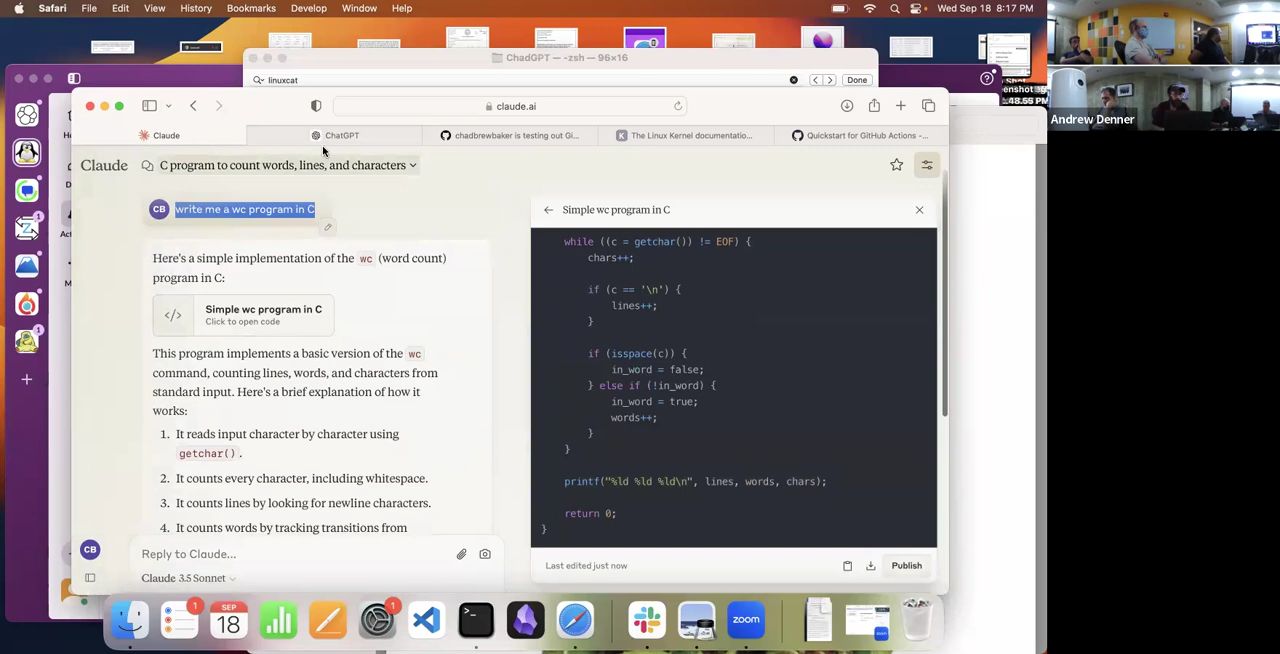 Safari File Edit View History Bookmarks Develop Window Help
Wed Sep 18 8:17 PM
ChadGPT — -zsh — 96×16
linuxcat
Done
claude.ai
Claude
ChatGPT
chadbrewbaker is testing out Gi...
The Linux Kernel documentatio...
Quickstart for GitHub Actions -...
Claude
C program to count words, lines, and characters
CB
write me a wc program in C
Here's a simple implementation of the wc (word count)
program in C:
Simple wc program in C
Click to open code
This program implements a basic version of the wc
command, counting lines, words, and characters from
standard input. Here's a brief explanation of how it
works:
1. It reads input character by character using
getchar().
2. It counts every character, including whitespace.
3. It counts lines by looking for newline characters.
4. It counts words by tracking transitions from
CB
Reply to Claude...
Claude 3.5 Sonnet
Simple wc program in C
while ((c = getchar()) != EOF) {
chars++;
if (c == '\n') {
lines++;
}
if (isspace(c)) {
in_word = false;
} else if (!in_word) {
in_word = true;
words++;
}
}
printf("%ld %ld %ld\n", lines, words, chars);
return 0;
}
Last edited just now
Publish
1
1
SEP
18
1
1
zoom
Andrew Denner